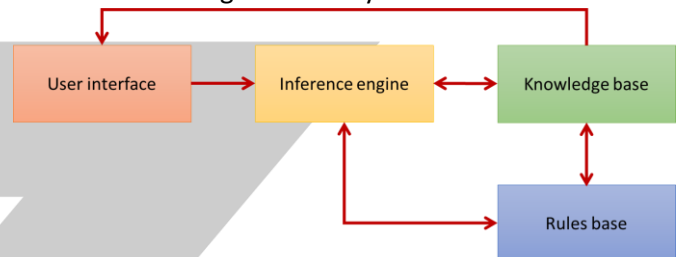 User interface
Inference engine
Knowledge base
Rules base